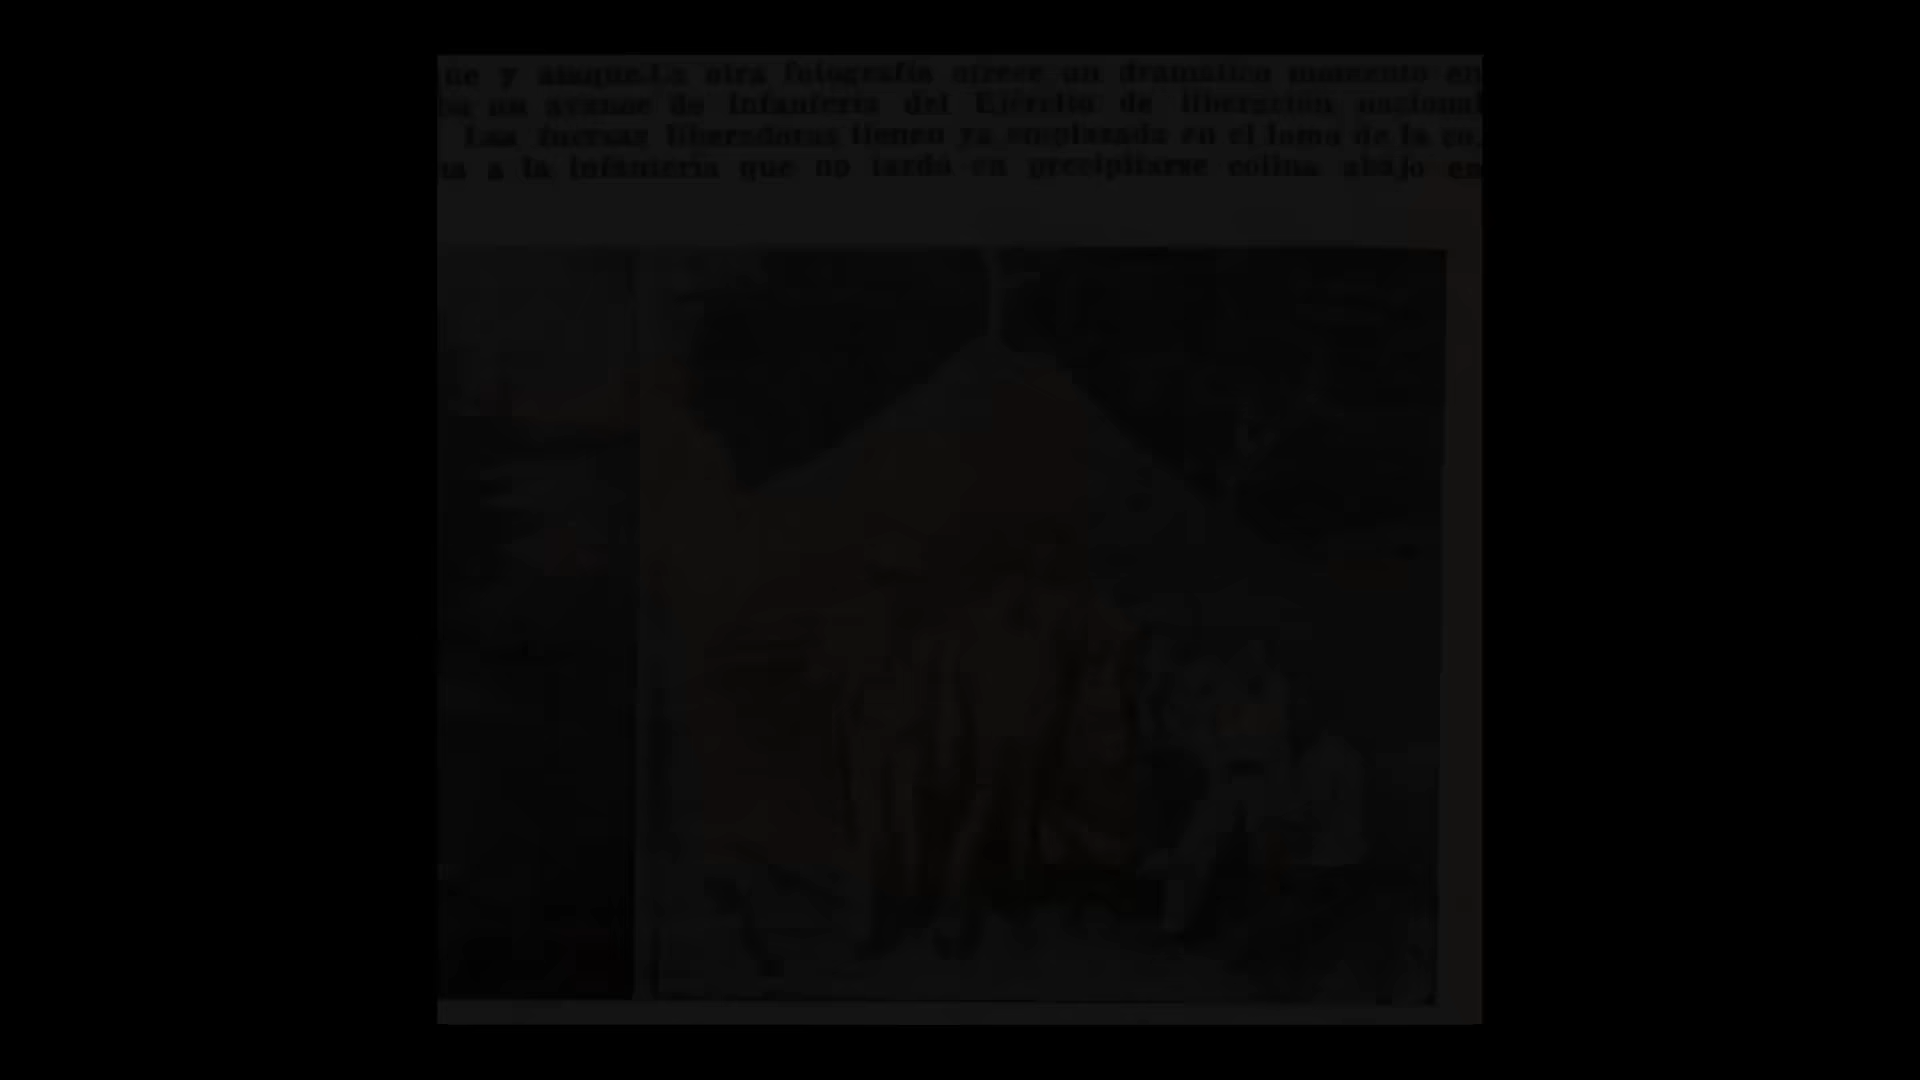 ue y ataque.La otra fotografía ofrece un dramático momento en
un avance de infantería del Ejército de liberación nacional
Las fuerzas liberadoras tienen ya emplazada en el lomo de la co,
a la infantería que no tardó en precipitarse colina abajo en